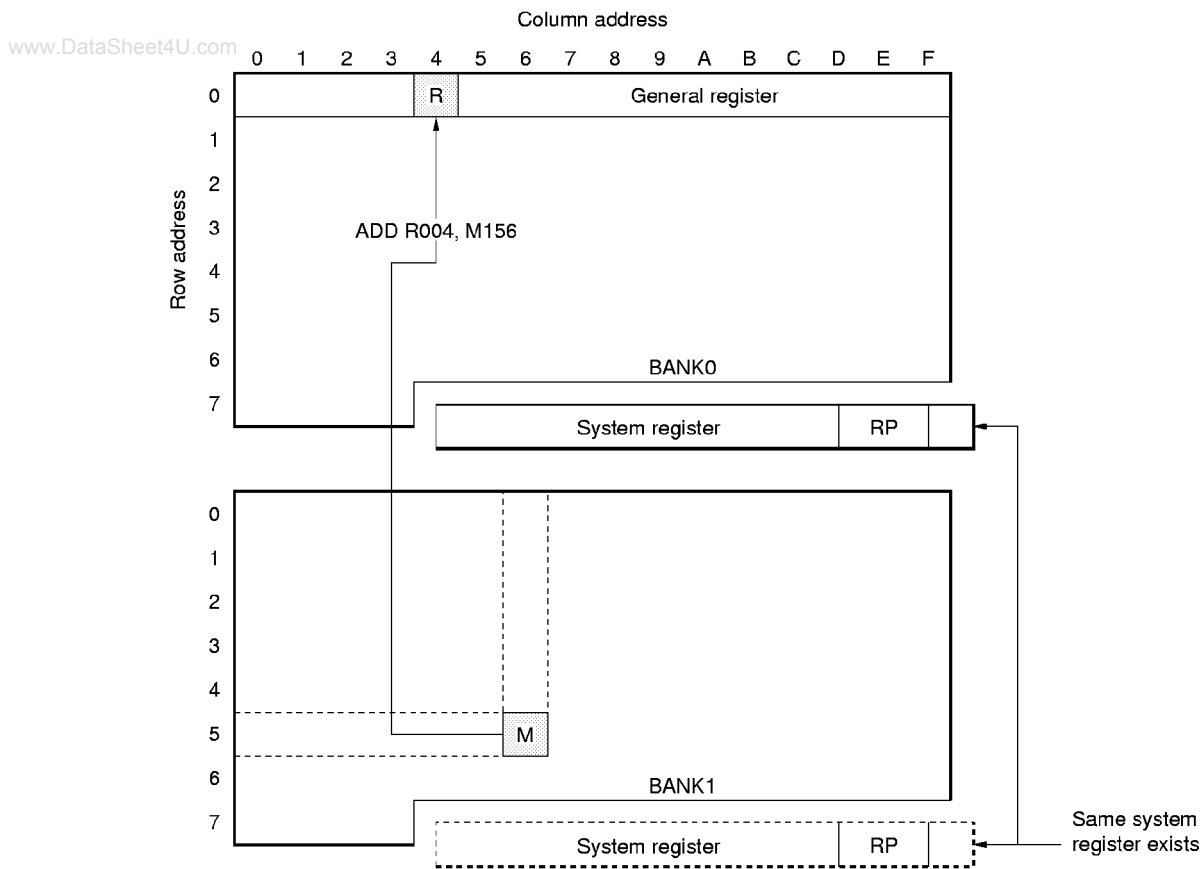 Column address
www.DataSheet4U.com
0 1 2 3 4 5 6 7 8 9 A B C D E F
0 R General register
1
2
Row address
3 ADD R004, M156
4
5
6 BANK0
7 System register RP
0
1
2
3
4
5 M
6 BANK1
7 System register RP
Same system
register exists